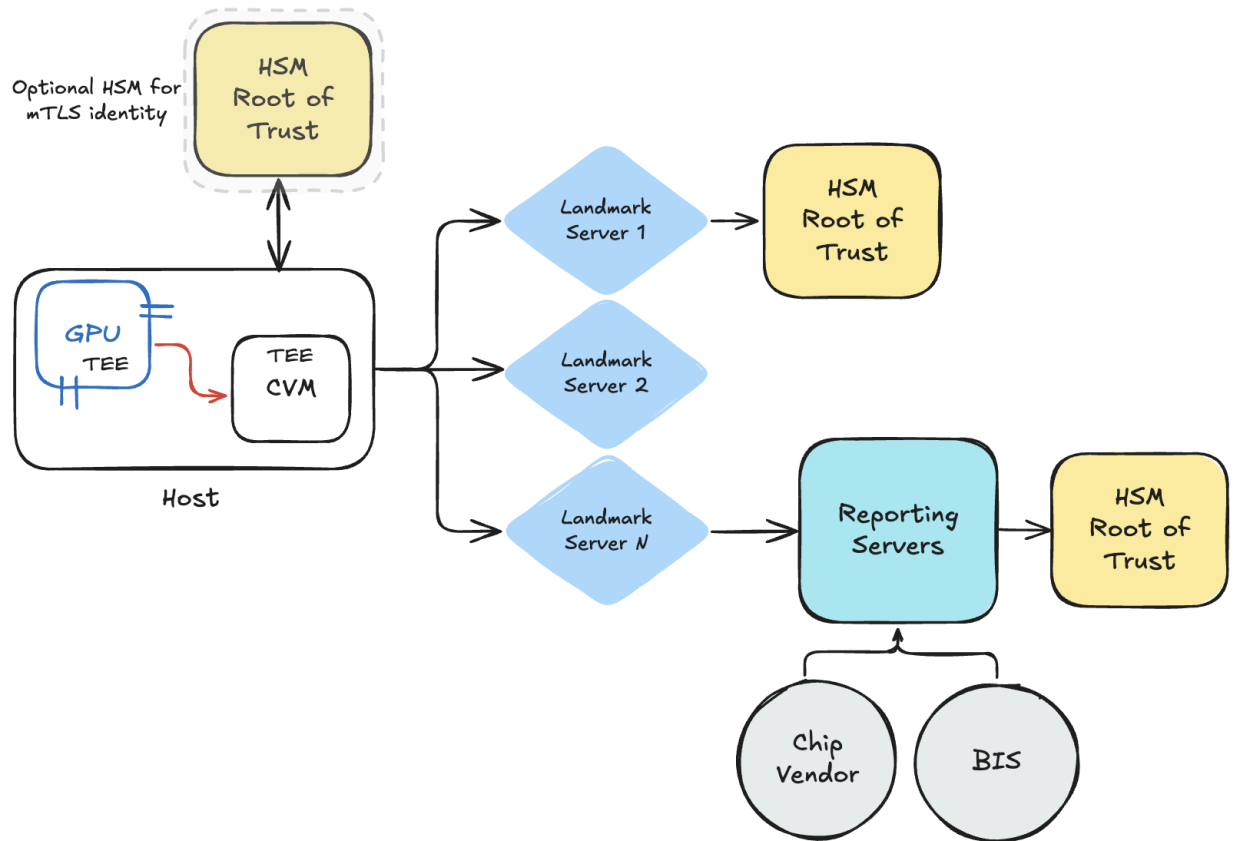 HSM
Root of
Trust
Optional HSM for
mTLS identity
Landmark
Server 1
HSM
Root of
Trust
GPU
TEE
TEE
CVM
Host
Landmark
Server 2
Landmark
Server N
Reporting
Servers
HSM
Root of
Trust
Chip
Vendor
BIS